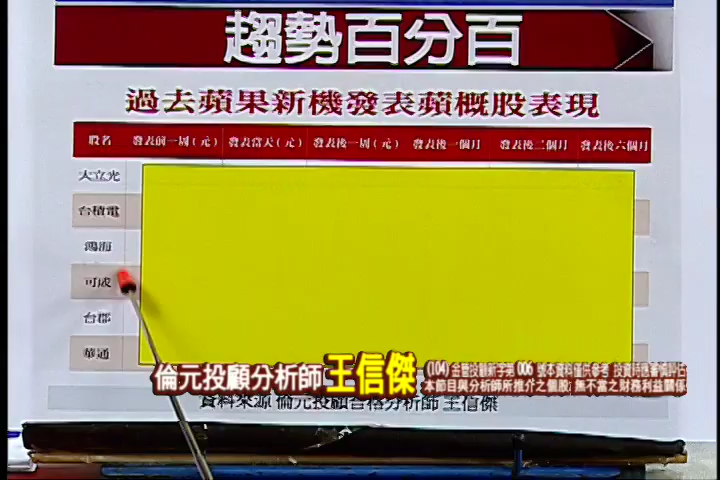 趨勢百分百
過去蘋果新機發表蘋概股表現
股名 發表前一週(元) 發表當天(元) 發表後一週(元) 發表後一個月 發表後二個月 發表後六個月
大立光
台積電
鴻海
可成
台郡
華通
倫元投顧分析師 王信傑
(104)金管投顧新字第006號本資料僅供參考 投資時應審慎評估
本節目與分析師所推介之個股 無不當之財務利益關係
資料來源 倫元投顧合格分析師 王信傑